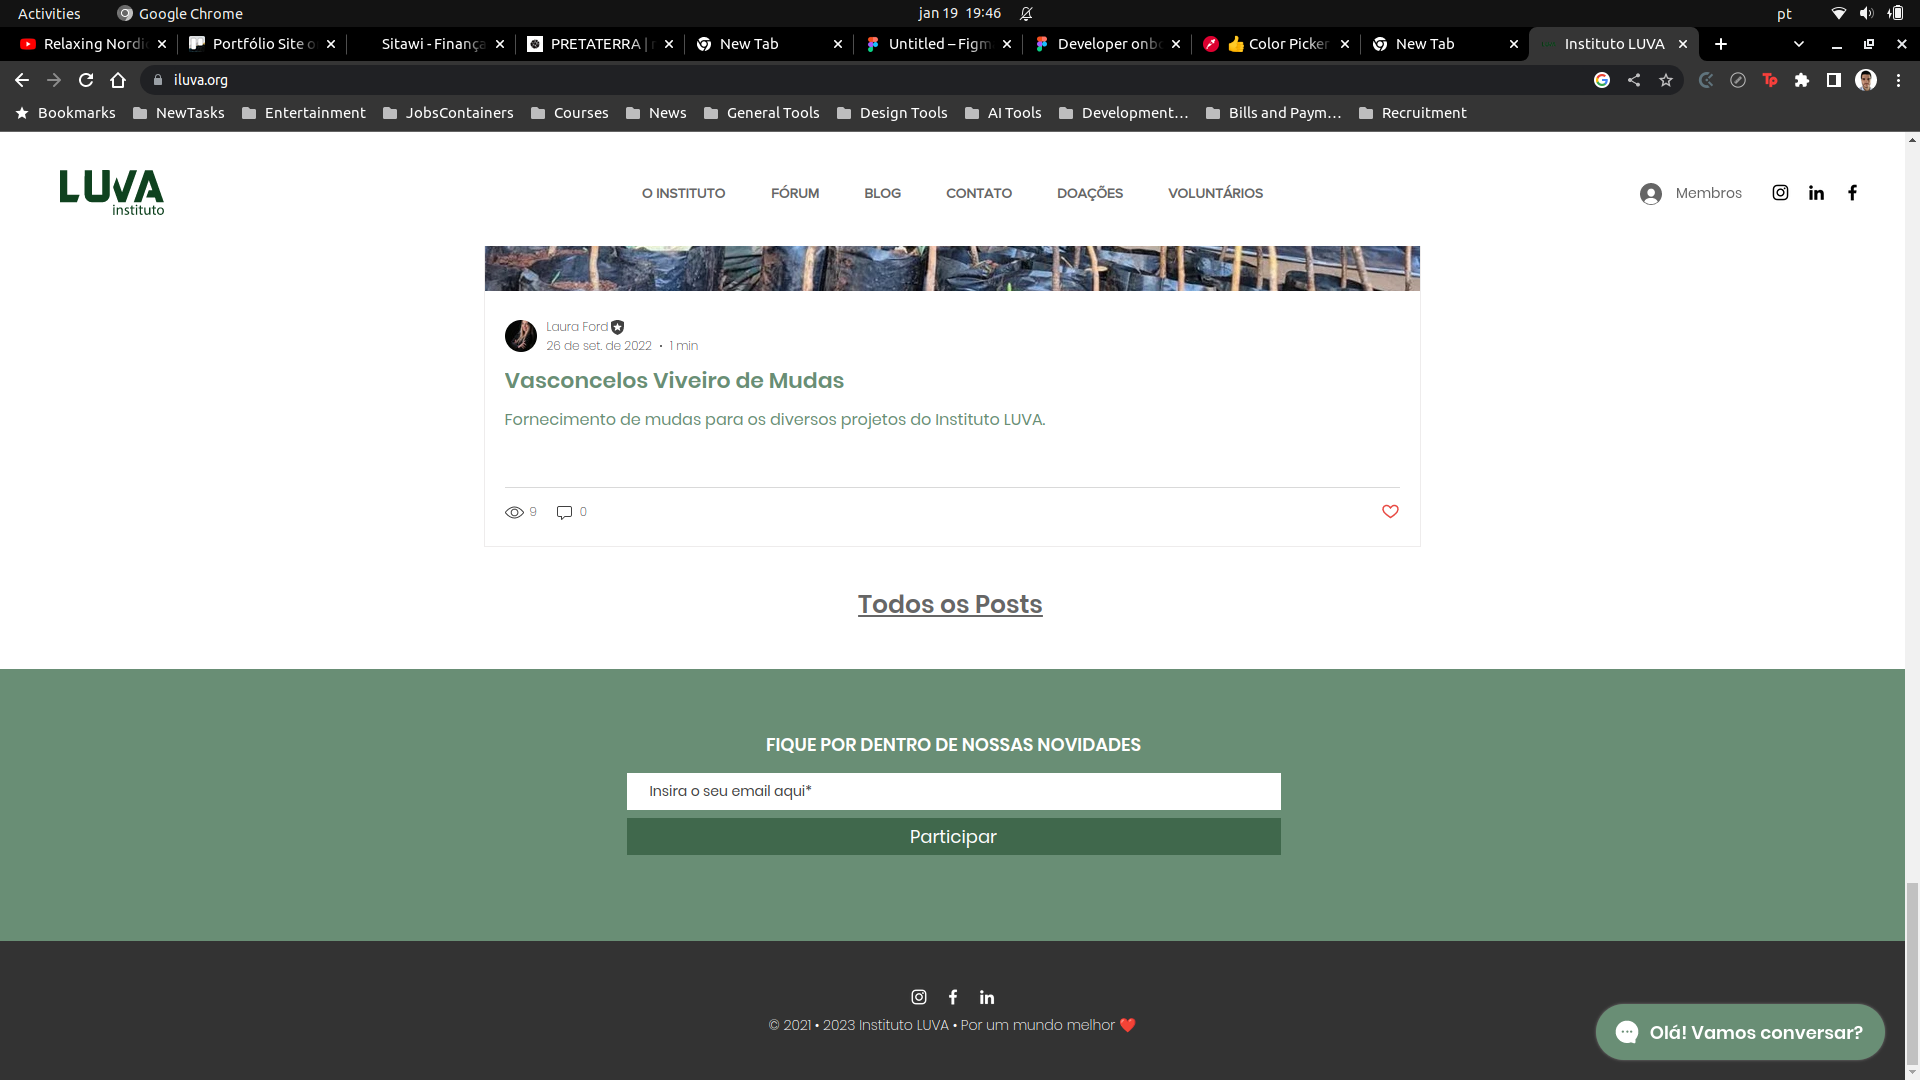 Activities
Google Chrome
jan 19 19:46
pt
Relaxing Nordi
Portfólio Site o
Sitawi - Finança
PRETATERRA |
New Tab
Untitled – Figm
Developer onbo
👍 Color Picker
New Tab
Instituto LUVA
iluva.org
Bookmarks
NewTasks
Entertainment
JobsContainers
Courses
News
General Tools
Design Tools
AI Tools
Development…
Bills and Paym…
Recruitment
LUVA
instituto
O INSTITUTO
FÓRUM
BLOG
CONTATO
DOAÇÕES
VOLUNTÁRIOS
Membros
Laura Ford
26 de set. de 2022 • 1 min
Vasconcelos Viveiro de Mudas
Fornecimento de mudas para os diversos projetos do Instituto LUVA.
9
0
Todos os Posts
FIQUE POR DENTRO DE NOSSAS NOVIDADES
Insira o seu email aqui*
Participar
© 2021 • 2023 Instituto LUVA • Por um mundo melhor ❤️
Olá! Vamos conversar?